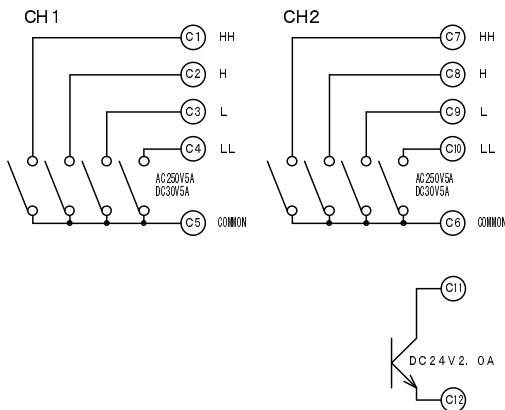 CH1
C1 HH
C2 H
C3 L
C4 LL
AC250V5A
DC30V5A
C5 COMMON
CH2
C7 HH
C8 H
C9 L
C10 LL
AC250V5A
DC30V5A
C6 COMMON
C11
DC24V2.0A
C12